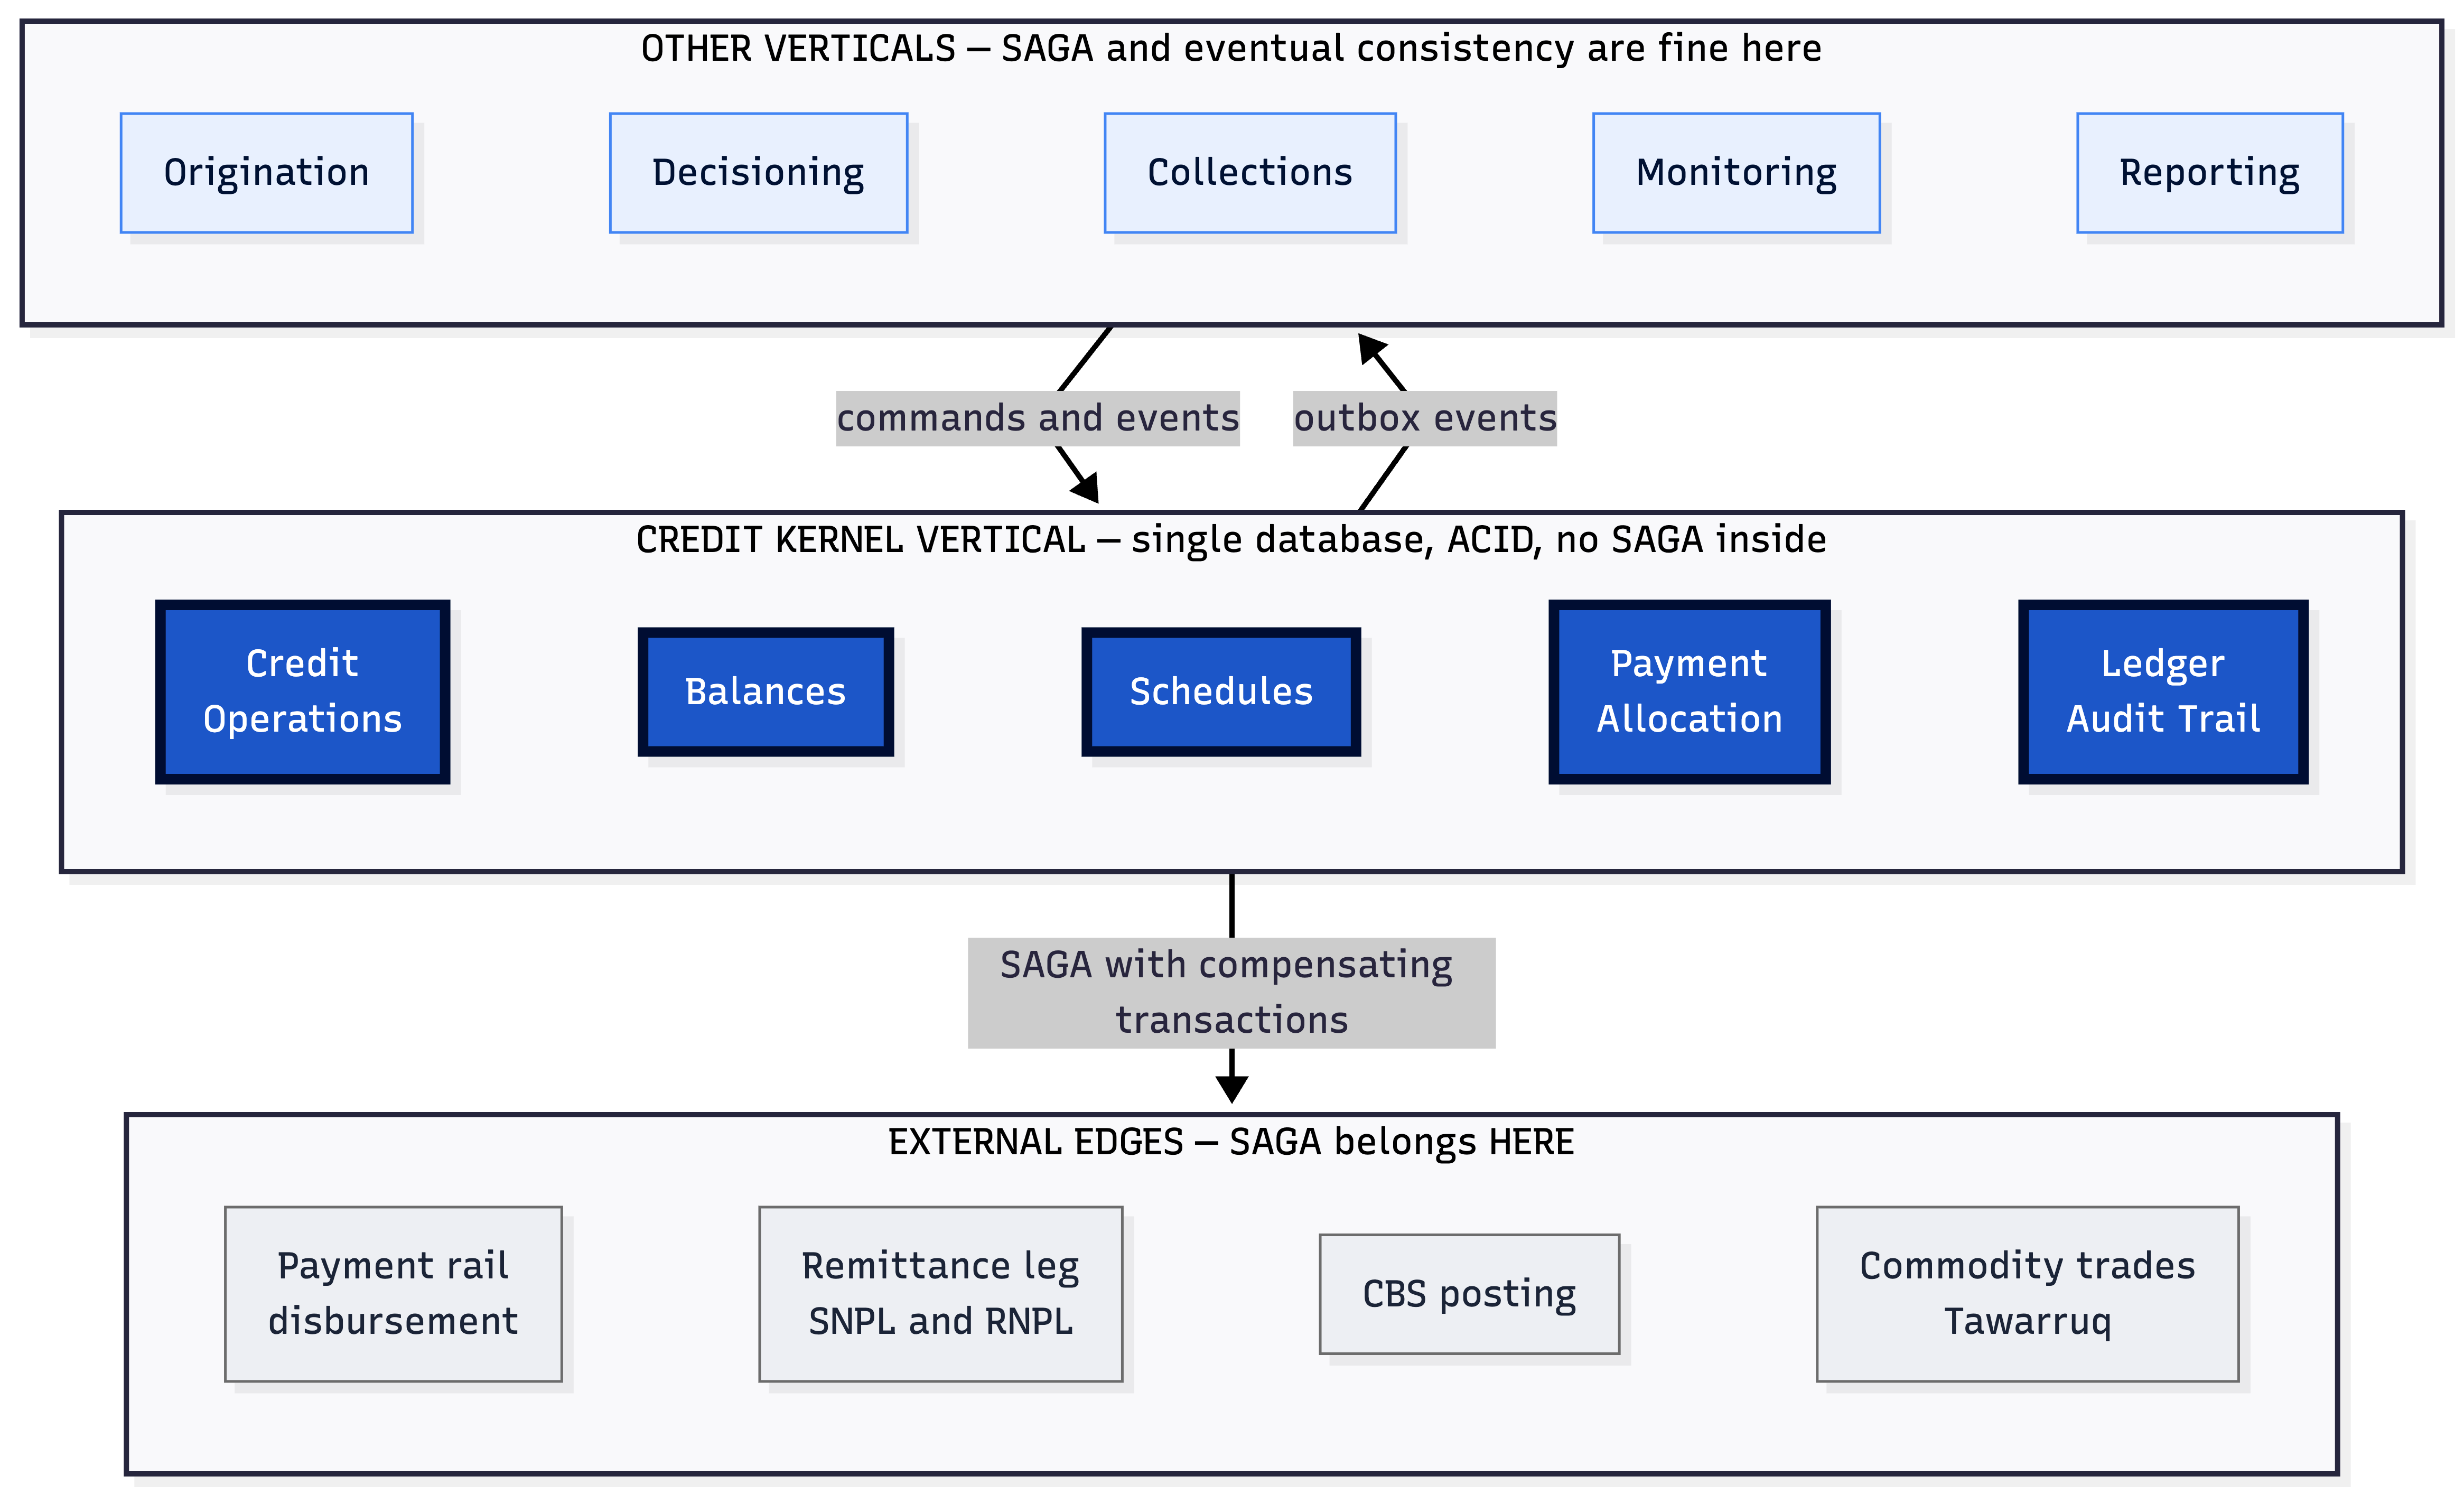 OTHER VERTICALS — SAGA and eventual consistency are fine here
Origination
Decisioning
Collections
Monitoring
Reporting
commands and events
outbox events
CREDIT KERNEL VERTICAL — single database, ACID, no SAGA inside
Credit
Operations
Balances
Schedules
Payment
Allocation
Ledger
Audit Trail
SAGA with compensating
transactions
EXTERNAL EDGES — SAGA belongs HERE
Payment rail
disbursement
Remittance leg
SNPL and RNPL
CBS posting
Commodity trades
Tawarruq